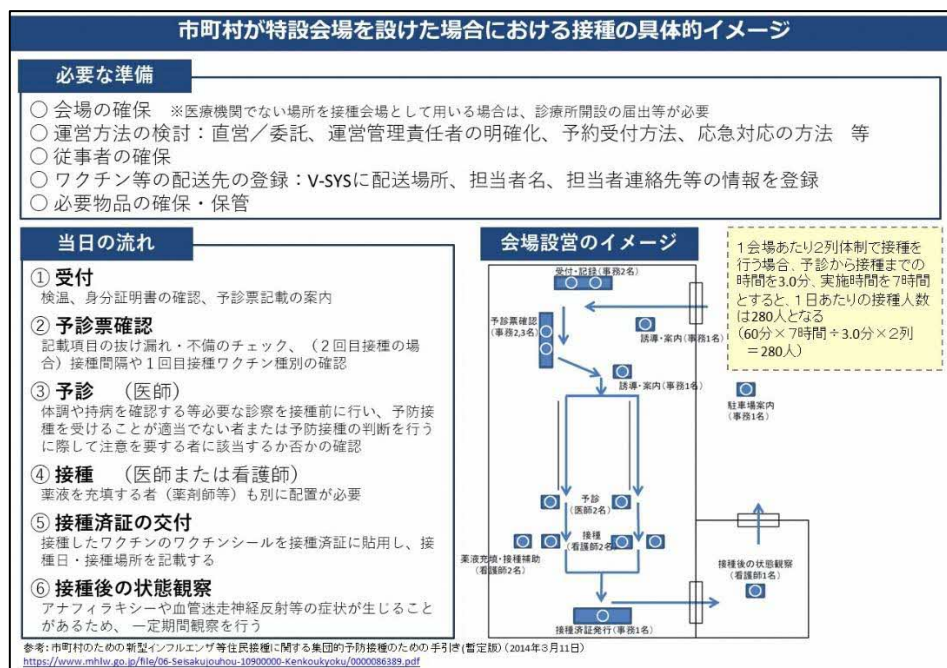 市町村が特設会場を設けた場合における接種の具体的イメージ
必要な準備
○ 会場の確保 ※医療機関でない場所を接種会場として用いる場合は、診療所開設の届出等が必要
○ 運営方法の検討：直営／委託、運営管理責任者の明確化、予約受付方法、応急対応の方法 等
○ 従事者の確保
○ ワクチン等の配送先の登録：V-SYSに配送場所、担当者名、担当者連絡先等の情報を登録
○ 必要物品の確保・保管
当日の流れ
① 受付
検温、身分証明書の確認、予診票記載の案内
② 予診票確認
記載項目の抜け漏れ・不備のチェック、（２回目接種の場
合）接種間隔や１回目接種ワクチン種別の確認
③ 予診 （医師）
体調や持病を確認する等必要な診察を接種前に行い、予防接
種を受けることが適当でない者または予防接種の判断を行う
に際して注意を要する者に該当するか否かの確認
④ 接種 （医師または看護師）
薬液を充填する者（薬剤師等）も別に配置が必要
⑤ 接種済証の交付
接種したワクチンのワクチンシールを接種済証に貼用し、接
種日・接種場所を記載する
⑥ 接種後の状態観察
アナフィラキシーや血管迷走神経反射等の症状が生じること
があるため、 一定期間観察を行う
会場設営のイメージ
受付・記録(事務2名)
予診票確認
(事務2,3名)
誘導・案内(事務1名)
誘導・案内(事務1名)
駐車場案内
(事務1名)
予診
(医師2名)
接種
(看護師2名)
薬液充填・接種補助
(看護師2名)
接種後の状態観察
(看護師1名)
接種済証発行(事務1名)
１会場あたり２列体制で接種を
行う場合、予診から接種までの
時間を3.0分、実施時間を7時間
とすると、１日あたりの接種人数
は280人となる
(60分×7時間÷3.0分×２列
＝280人)
参考：市町村のための新型インフルエンザ等住民接種に関する集団的予防接種のための手引き(暫定版)（2014年3月11日）
https://www.mhlw.go.jp/file/06-Seisakujouhou-10900000-Kenkoukyoku/0000086389.pdf